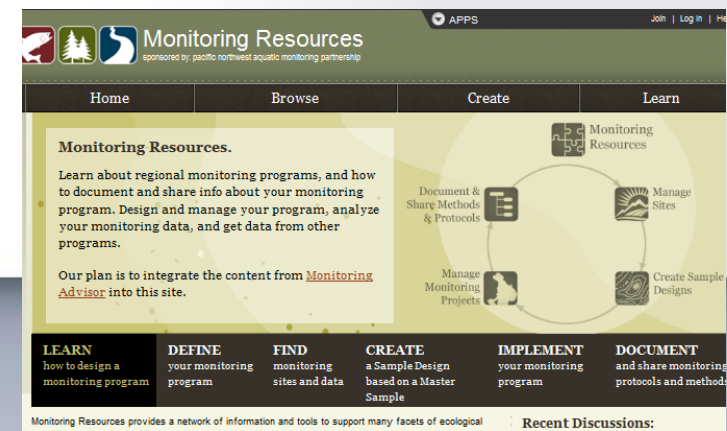 APPS
Join | Log In |
Monitoring Resources
sponsored by: pacific northwest aquatic monitoring partnership
Home Browse Create Learn
Monitoring Resources.
Learn about regional monitoring programs, and how
to document and share info about your monitoring
program. Design and manage your program, analyze
your monitoring data, and get data from other
programs.
Our plan is to integrate the content from Monitoring
Advisor into this site.
Monitoring
Resources
Document &
Share Methods
& Protocols
Manage
Sites
Manage
Monitoring
Projects
Create Sample
Designs
LEARN
how to design a
monitoring program
DEFINE
your monitoring
program
FIND
monitoring
sites and data
CREATE
a Sample Design
based on a Master
Sample
IMPLEMENT
your monitoring
program
DOCUMENT
and share monitoring
protocols and methods
Monitoring Resources provides a network of information and tools to support many facets of ecological
Recent Discussions: